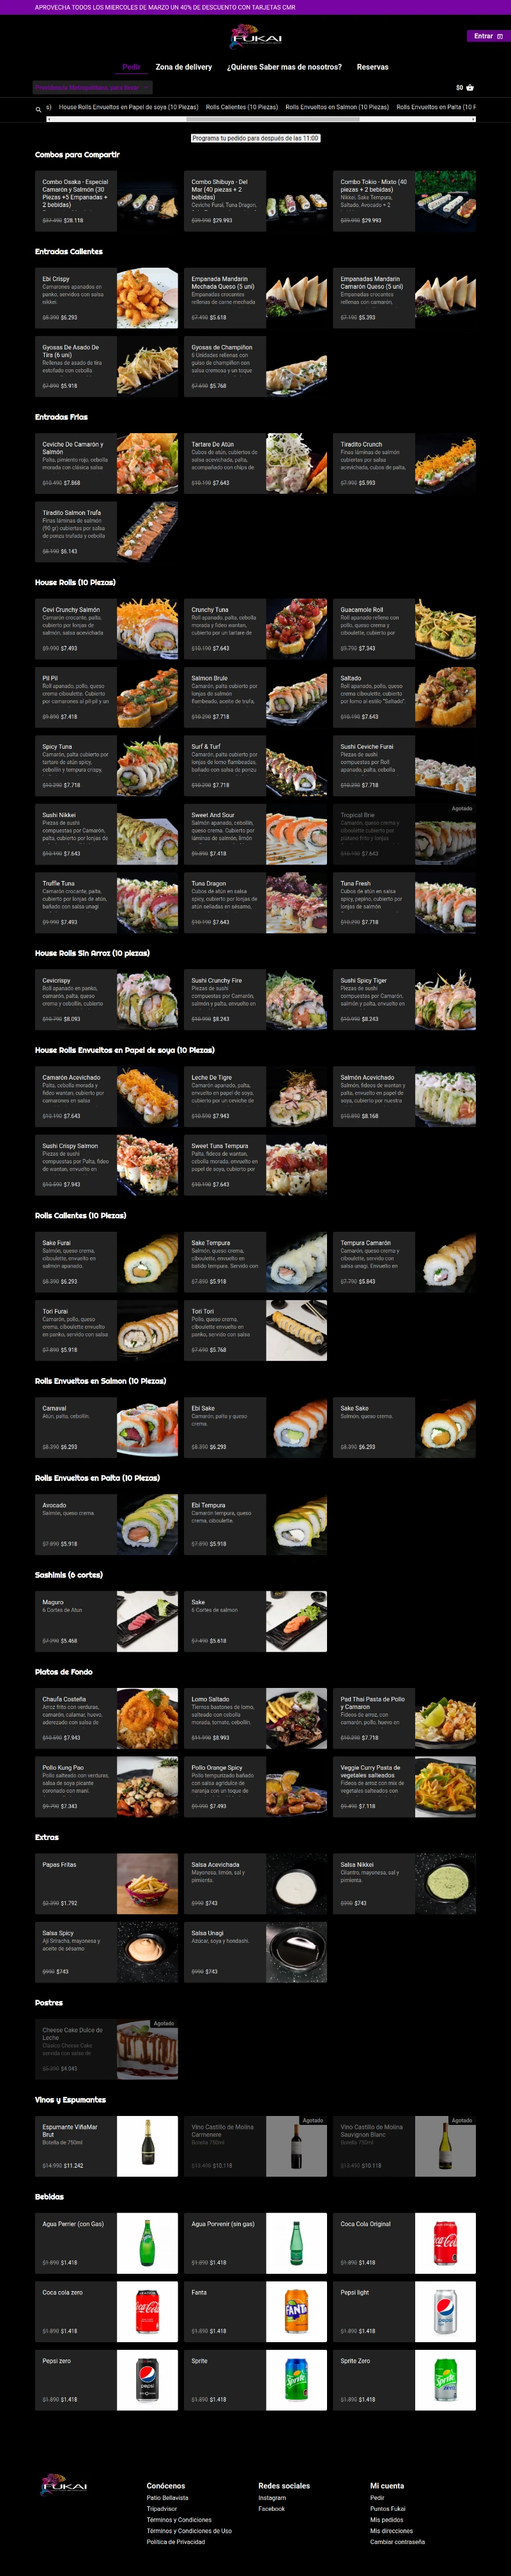 APROVECHA TODOS LOS MIERCOLES DE MARZO UN 40% DE DESCUENTO CON TARJETAS CMR
FUKAI
Entrar
Pedir
Zona de delivery
¿Quieres Saber mas de nosotros?
Reservas
$0
s)
House Rolls Envueltos en Papel de soya (10 Piezas)
Rolls Calientes (10 Piezas)
Rolls Envueltos en Salmon (10 Piezas)
Rolls Envueltos en Palta (10 P
Programa tu pedido para después de las 11:00
Combos para Compartir
Combo Osaka - Especial
Camarón y Salmón (30
Piezas +5 Empanadas +
2 bebidas)
$37.490 $28.118
Combo Shibuya - Del
Mar (40 piezas + 2
bebidas)
Ceviche Furai, Tuna Dragon,
$39.990 $29.993
Combo Tokio - Mixto (40
piezas + 2 bebidas)
Nikkei, Sake Tempura,
Saltado, Avocado + 2
$39.990 $29.993
Entradas Calientes
Ebi Crispy
Camarones apanados en
panko, servidos con salsa
nikkei.
$8.390 $6.293
Empanada Mandarin
Mechada Queso (5 uni)
Empanadas crocantes
rellenas de carne mechada
$7.490 $5.618
Empanadas Mandarin
Camarón Queso (5 uni)
Empanadas crocantes
rellenas con camaron,
$7.190 $5.393
Gyosas De Asado De
Tira (6 uni)
Rellenas de asado de tira
estofado con cebolla
$7.890 $5.918
Gyosas de Champiñon
6 Unidades rellenas con
guiso de champiñon con
salsa cremosa y un toque
$7.690 $5.768
Entradas Frias
Ceviche De Camarón y
Salmón
Palta, pimiento rojo, cebolla
morada con clásica salsa
$10.490 $7.868
Tartare De Atún
Cubos de atún, cubiertos de
salsa acevichada, palta,
acompañado con chips de
$10.190 $7.643
Tiradito Crunch
Finas láminas de salmón
cubiertas por salsas
acevichada, cubos de palta,
$7.990 $5.993
Tiradito Salmon Trufa
Finas láminas de salmón
(90 gr) cubiertas por salsa
de ponzu trufada y cebolla
$8.190 $6.143
House Rolls (10 Piezas)
Cevi Crunchy Salmón
Camarón crocante, palta,
cubierto por lonjas de
salmón, salsa acevichada
$9.990 $7.493
Crunchy Tuna
Roll apanado, palta, cebolla
morada y fideo wantan,
cubierto por un tartare de
$10.190 $7.643
Guacamole Roll
Roll apanado relleno con
pollo, queso crema y
ciboulette, cubierto por
$9.790 $7.343
Pil Pil
Roll apanado, pollo, queso
crema ciboulette. Cubierto
por camarones al pil pil y un
$9.890 $7.418
Salmon Brule
Camarón, palta cubierto por
lonjas de salmón
flambeado, aceite de trufa,
$10.290 $7.718
Saltado
Roll apanado, pollo, queso
crema ciboulette, cubierto
por lomo al estilo "Saltado".
$10.190 $7.643
Spicy Tuna
Camarón, palta cubierto por
tartare de atún spicy,
cebollín y tempura crispy,
$10.290 $7.718
Surf & Turf
Camarón, palta cubierto por
lonjas de lomo flambeadas,
bañado con salsa de ponzu
$10.290 $7.718
Sushi Ceviche Furai
Piezas de sushi
compuestas por Roll
apanado, palta, cebolla
$10.290 $7.718
Sushi Nikkei
Piezas de sushi
compuestas por Camarón,
palta, cubierto por lonjas de
$10.190 $7.643
Sweet And Sour
Salmón apanado, cebollín,
queso crema. Cubierto por
láminas de salmón, limón
$9.890 $7.418
Agotado
Tropical Brie
Camarón, queso crema y
ciboulette cubierto por
platano frito y lonjas
$10.190 $7.643
Truffle Tuna
Camarón crocante, palta,
cubierto por lonjas de atún,
bañado con salsa unagi
$9.990 $7.493
Tuna Dragon
Cubos de atún en salsa
spicy, cubierto por lonjas de
atún selladas en sésamo,
$10.190 $7.643
Tuna Fresh
Cubos de atún en salsa
spicy, pepino, cubierto por
lonjas de salmón
$10.290 $7.718
House Rolls Sin Arroz (10 piezas)
Cevicrispy
Roll apanado en panko,
camarón, palta, queso
crema y cebollín, cubierto
$10.790 $8.093
Sushi Crunchy Fire
Piezas de sushi
compuestas por Camarón,
salmón y palta, envuelto en
$10.990 $8.243
Sushi Spicy Tiger
Piezas de sushi
compuestas por Camarón,
salmón y palta, envuelto en
$10.990 $8.243
House Rolls Envueltos en Papel de soya (10 Piezas)
Camarón Acevichado
Palta, cebolla morada y
fideo wantan, cubierto por
camarones en salsa
$10.190 $7.643
Leche De Tigre
Camarón apanado, palta,
envuelto en papel de soya,
cubierto por un ceviche de
$10.590 $7.943
Salmón Acevichado
Salmón, fideos de wantan y
palta, envuelto en papel de
soya, cubierto por nuestra
$10.890 $8.168
Sushi Crispy Salmon
Piezas de sushi
compuestas por Palta, fideo
de wantan, envuelto en
$10.590 $7.943
Sweet Tuna Tempura
Palta, fideos de wantan,
cebolla morada, envuelto en
papel de soya, cubierto por
$10.190 $7.643
Rolls Calientes (10 Piezas)
Sake Furai
Salmón, queso crema,
ciboulette, envuelto en
salmón apanado.
$8.390 $6.293
Sake Tempura
Salmón, queso crema,
ciboulette, envuelto en
batido tempura. Servido con
$7.890 $5.918
Tempura Camarón
Camarón, queso crema y
ciboulette, servido con
salsa unagi. Envuelto en
$7.790 $5.843
Tori Furai
Camarón, pollo, queso
crema, ciboulette envuelto
en panko, servido con salsa
$7.890 $5.918
Tori Tori
Pollo, queso crema,
ciboulette envuelto en
panko, servido con salsa
$7.690 $5.768
Rolls Envueltos en Salmon (10 Piezas)
Carnaval
Atún, palta, cebollín.
$8.390 $6.293
Ebi Sake
Camarón, palta y queso
crema.
$8.390 $6.293
Sake Sake
Salmón, queso crema.
$8.390 $6.293
Rolls Envueltos en Palta (10 Piezas)
Avocado
Salmón, queso crema
$7.890 $5.918
Ebi Tempura
Camarón tempura, queso
crema, ciboulette.
$7.890 $5.918
Sashimis (6 cortes)
Maguro
6 Cortes de Atun
$7.290 $5.468
Sake
6 Cortes de salmon
$7.490 $5.618
Platos de Fondo
Chaufa Costeña
Arroz frito con verduras,
camarón, calamar, huevo,
aderezado con salsa de
$10.590 $7.943
Lomo Saltado
Tiernos bastones de lomo,
salteado con cebolla
morada, tomate, cebollín,
$11.990 $8.993
Pad Thai Pasta de Pollo
y Camaron
Fideos de arroz, con
camarón, pollo, huevo en
$10.290 $7.718
Pollo Kung Pao
Pollo salteado con verduras,
salsa de soya picante
coronado con mani.
$9.790 $7.343
Pollo Orange Spicy
Pollo tempurizado bañado
con salsa agridulce de
naranja con un toque de
$9.990 $7.493
Veggie Curry Pasta de
vegetales salteados
Fideos de arroz con mix de
vegetales salteados con
$9.490 $7.118
Extras
Papas Fritas
$2.390 $1.792
Salsa Acevichada
Mayonesa, limón, sal y
pimienta.
$990 $743
Salsa Nikkei
Cilantro, mayonesa, sal y
pimienta.
$990 $743
Salsa Spicy
Ají Sriracha, mayonesa y
aceite de sésamo
$990 $743
Salsa Unagi
Azúcar, soya y hondashi.
$990 $743
Postres
Agotado
Cheese Cake Dulce de
Leche
Clásico Cheese Cake
$5.390 $4.043
Vinos y Espumantes
Espumante ViñaMar
Brut
Botella de 750ml
$14.990 $11.242
Agotado
Vino Castillo de Molina
Carmenere
Botella 750ml
$13.490 $10.118
Agotado
Vino Castillo de Molina
Sauvignon Blanc
Botella 750ml
$13.490 $10.118
Bebidas
Agua Perrier (con Gas)
$1.890 $1.418
Agua Porvenir (sin gas)
$1.890 $1.418
Coca Cola Original
$1.890 $1.418
Coca cola zero
$1.890 $1.418
Fanta
$1.890 $1.418
Pepsi light
$1.890 $1.418
Pepsi zero
$1.890 $1.418
Sprite
$1.890 $1.418
Sprite Zero
$1.890 $1.418
FUKAI
Conócenos
Patio Bellavista
Tripadvisor
Términos y Condiciones
Términos y Condiciones de Uso
Política de Privacidad
Redes sociales
Instagram
Facebook
Mi cuenta
Pedir
Puntos Fukai
Mis pedidos
Mis direcciones
Cambiar contraseña